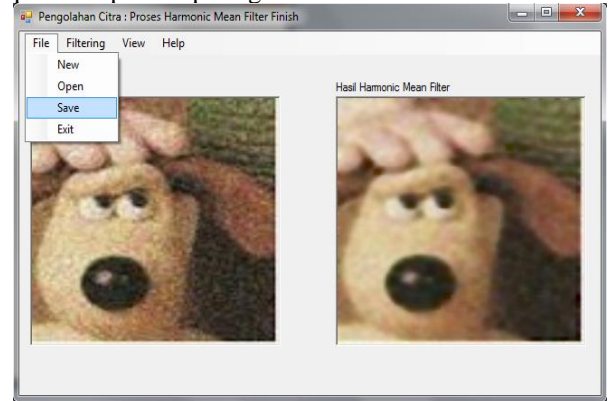 Pengolahan Citra : Proses Harmonic Mean Filter Finish
File Filtering View Help
New
Open
Save
Exit
Hasil Harmonic Mean Filter